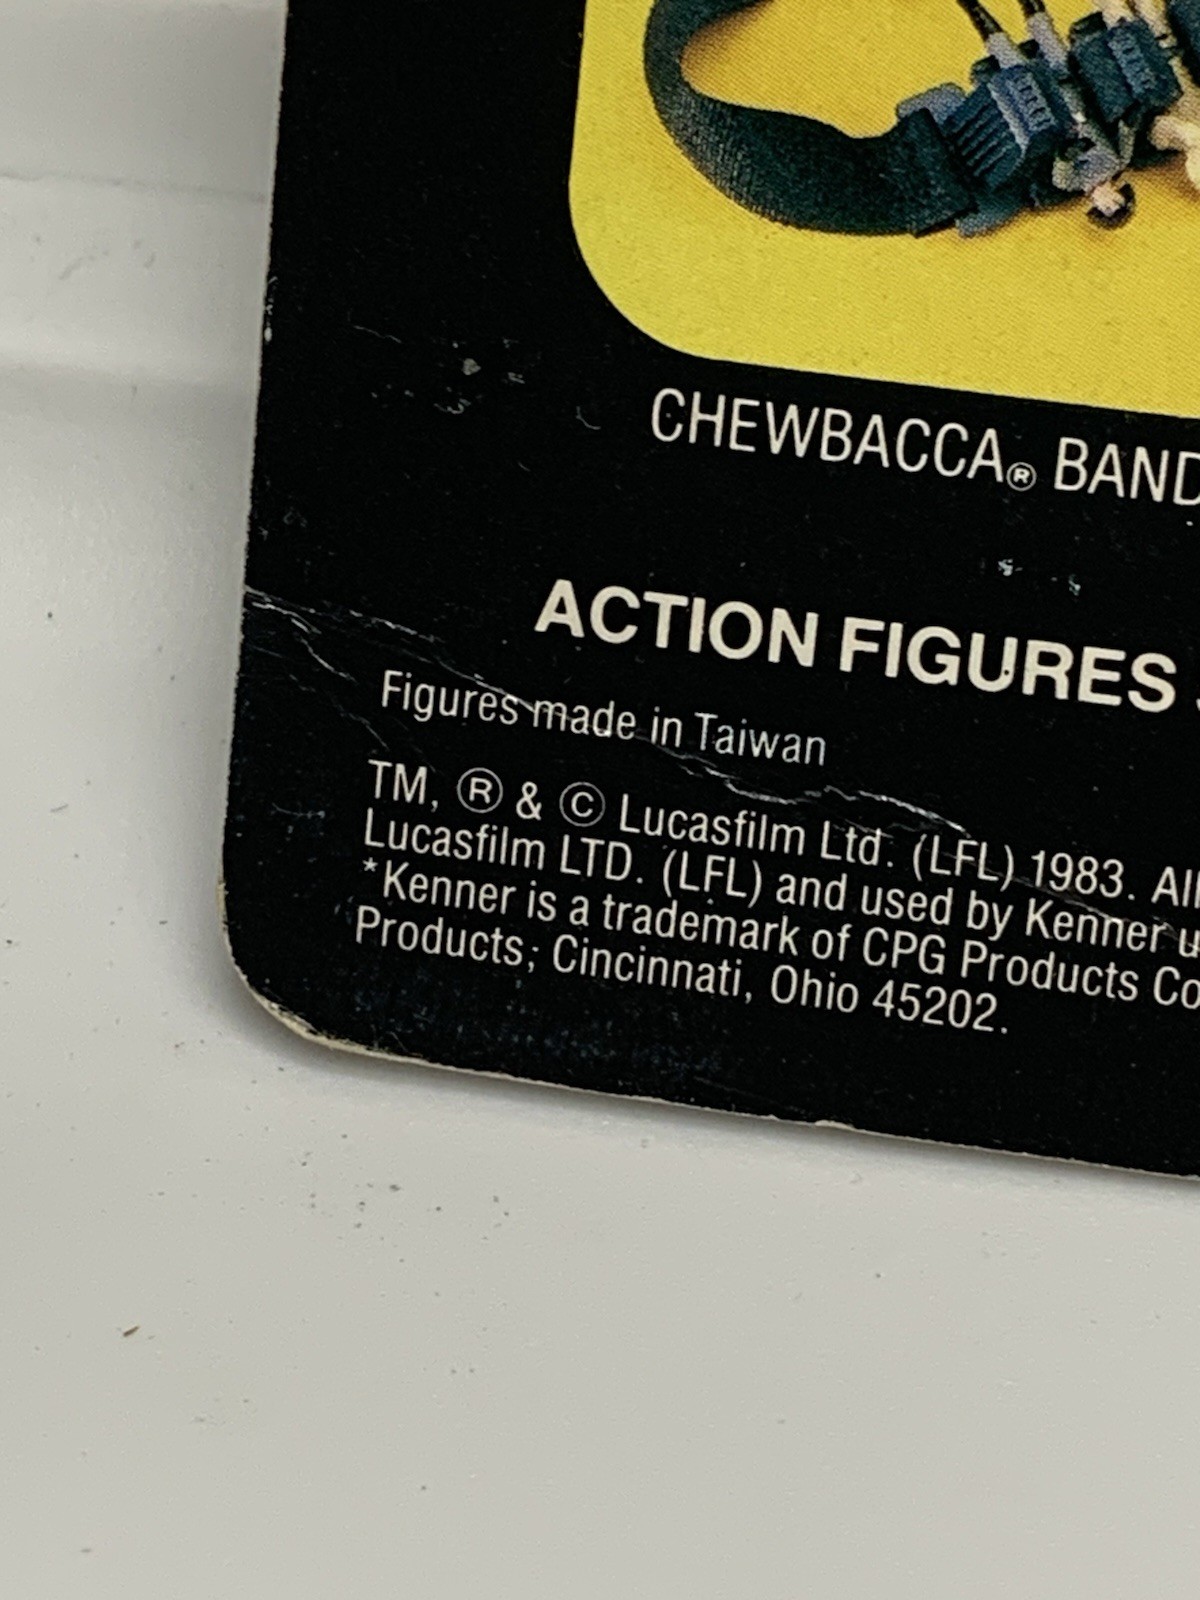 CHEWBACCA® BAND
ACTION FIGURES
Figures made in Taiwan
TM, ® & © Lucasfilm Ltd. (LFL) 1983. All
Lucasfilm LTD. (LFL) and used by Kenner u
*Kenner is a trademark of CPG Products Co
Products; Cincinnati, Ohio 45202.